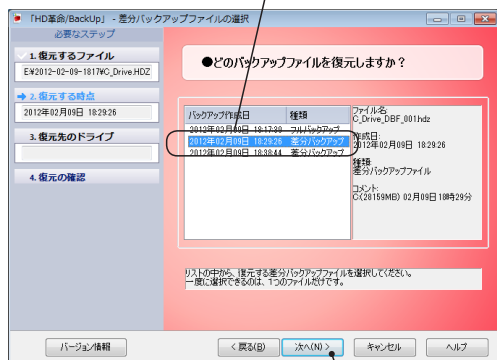 「HD革命/BackUp」 - 差分バックアップファイルの選択
必要なステップ
1. 復元するファイル
E:¥2012-02-09-1817¥C_Drive.HDZ
2. 復元する時点
2012年02月09日 18:29:26
3. 復元先のドライブ
4. 復元の確認
●どのバックアップファイルを復元しますか？
バックアップ作成日 種類
2012年02月09日 18:17:38 フルバックアップ
2012年02月09日 18:29:26 差分バックアップ
2012年02月09日 18:38:44 差分バックアップ
ファイル名:
C_Drive_DBF_001.hdz
作成日:
2012年02月09日 18:29:26
種類:
差分バックアップファイル
コメント:
C:(28159MB) 02月09日18時29分
リストの中から、復元する差分バックアップファイルを選択してください。
一度に選択できるのは、1つのファイルだけです。
バージョン情報
< 戻る(B)
次へ(N) >
キャンセル
ヘルプ